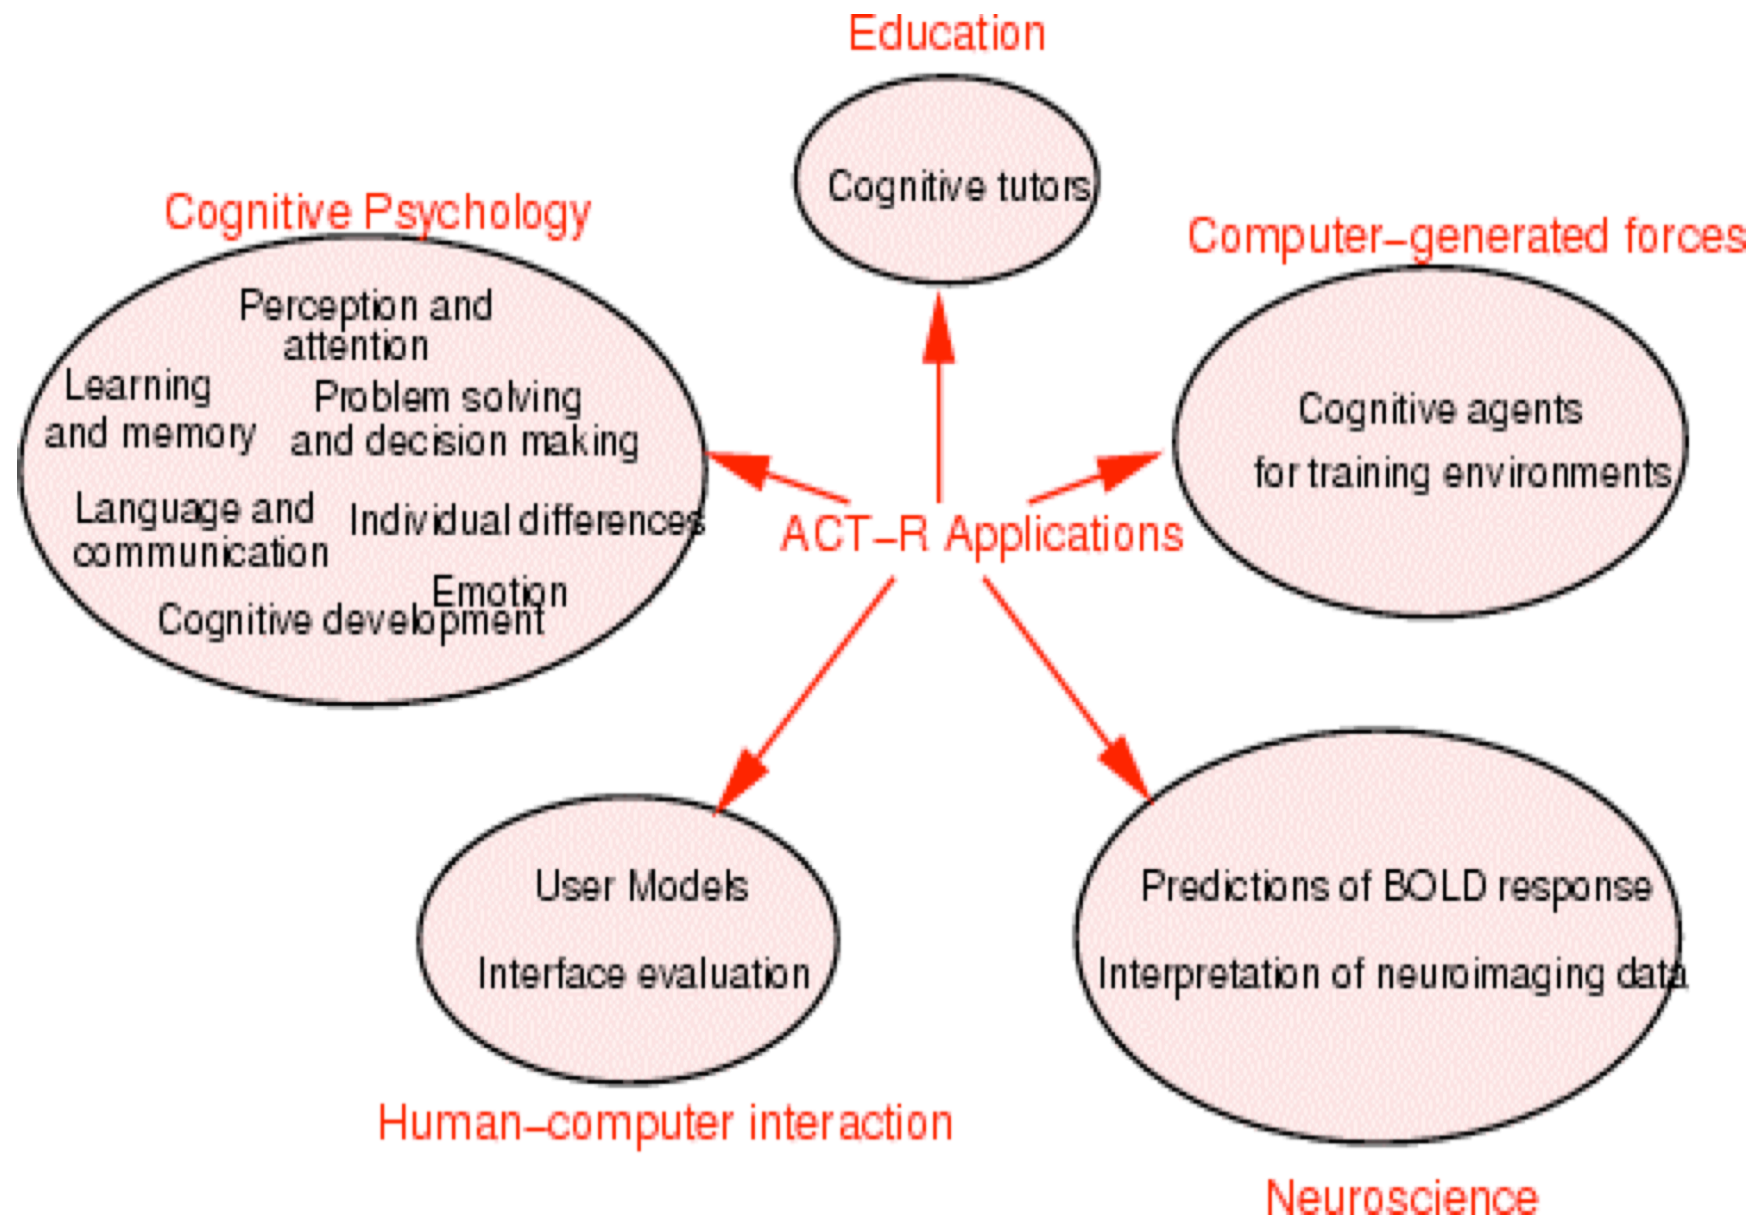 Education
Cognitive tutors
Cognitive Psychology
Perception and
attention
Learning
and memory
Problem solving
and decision making
Language and
communication
Individual differences
Emotion
Cognitive development
Computer-generated forces
Cognitive agents
for training environments
ACT-R Applications
User Models
Interface evaluation
Human-computer interaction
Predictions of BOLD response
Interpretation of neuroimaging data
Neuroscience